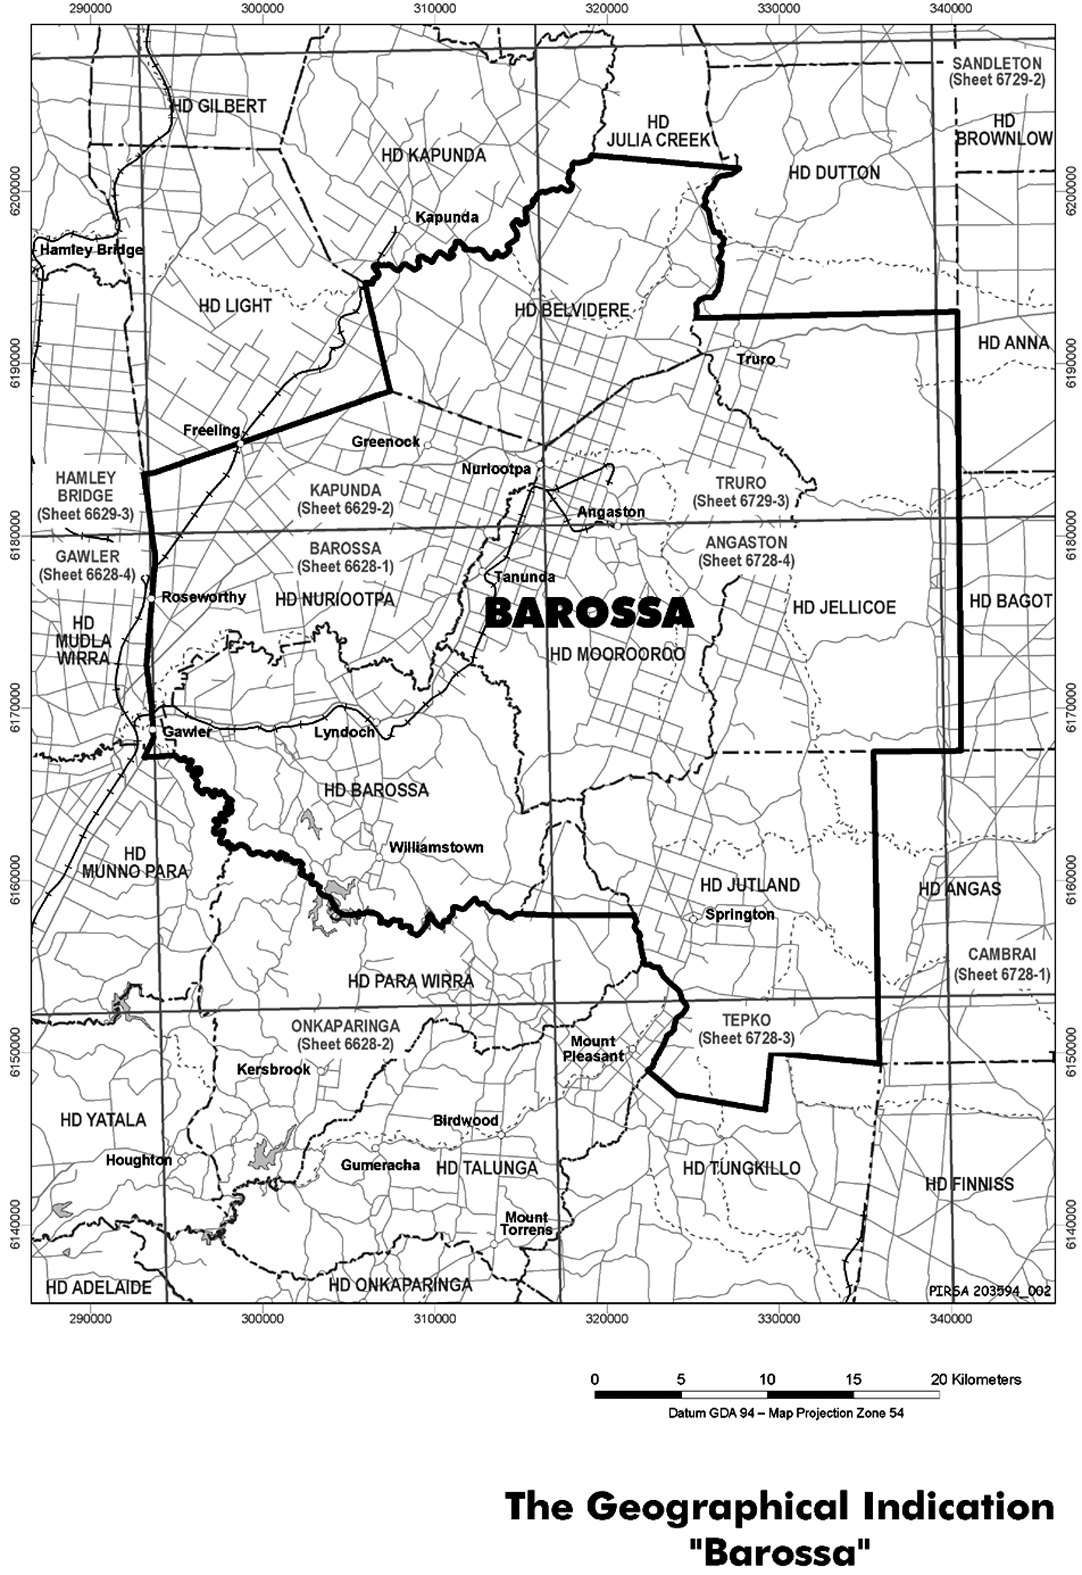 290000 300000 310000 320000 330000 340000
SANDLETON
(Sheet 6729-2)
HD GILBERT
HD
JULIA CREEK
HD
BROWNLOW
HD KAPUNDA
HD DUTTON
6200000
6200000
Kapunda
Hamley Bridge
HD LIGHT
HD BELVIDERE
HD ANNA
6190000
6190000
Truro
Freeling
Greenock
Nuriootpa
HAMLEY
BRIDGE
(Sheet 6629-3)
KAPUNDA
(Sheet 6629-2)
TRURO
(Sheet 6729-3)
Angaston
6180000
6180000
GAWLER
(Sheet 6628-4)
BAROSSA
(Sheet 6628-1)
ANGASTON
(Sheet 6728-4)
Tanunda
Roseworthy
HD NURIOOTPA
BAROSSA
HD JELLICOE
HD BAGOT
HD
MUDLA
WIRRA
HD MOOROOROO
6170000
6170000
Gawler
Lyndoch
HD BAROSSA
Williamstown
HD
MUNNO PARA
6160000
6160000
HD JUTLAND
HD ANGAS
Springton
CAMBRAI
(Sheet 6728-1)
HD PARA WIRRA
ONKAPARINGA
(Sheet 6628-2)
TEPKO
(Sheet 6728-3)
Mount
Pleasant
6150000
6150000
Kersbrook
HD YATALA
Birdwood
Houghton
Gumeracha
HD TALUNGA
HD TUNGKILLO
HD FINNISS
Mount
Torrens
6140000
6140000
HD ADELAIDE
HD ONKAPARINGA
PIRSA 203594_002
290000 300000 310000 320000 330000 340000
0 5 10 15 20 Kilometers
Datum GDA 94 – Map Projection Zone 54
The Geographical Indication
"Barossa"